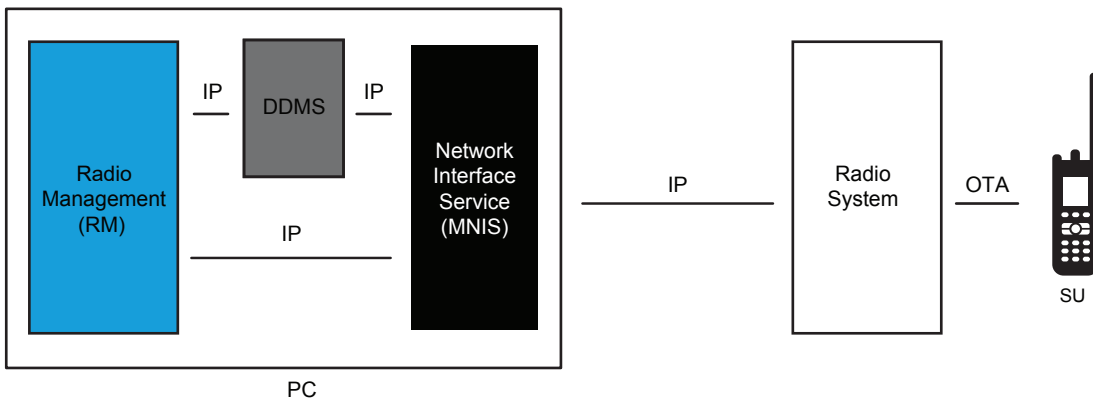 IP
DDMS
IP
Radio
Management
(RM)
IP
Network
Interface
Service
(MNIS)
IP
Radio
System
OTA
SU
PC